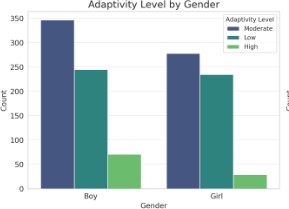 Adaptivity Level by Gender
Adaptivity Level
Moderate
Low
High
350
300
250
200
150
100
50
0
Count
Boy
Girl
Gender
Count